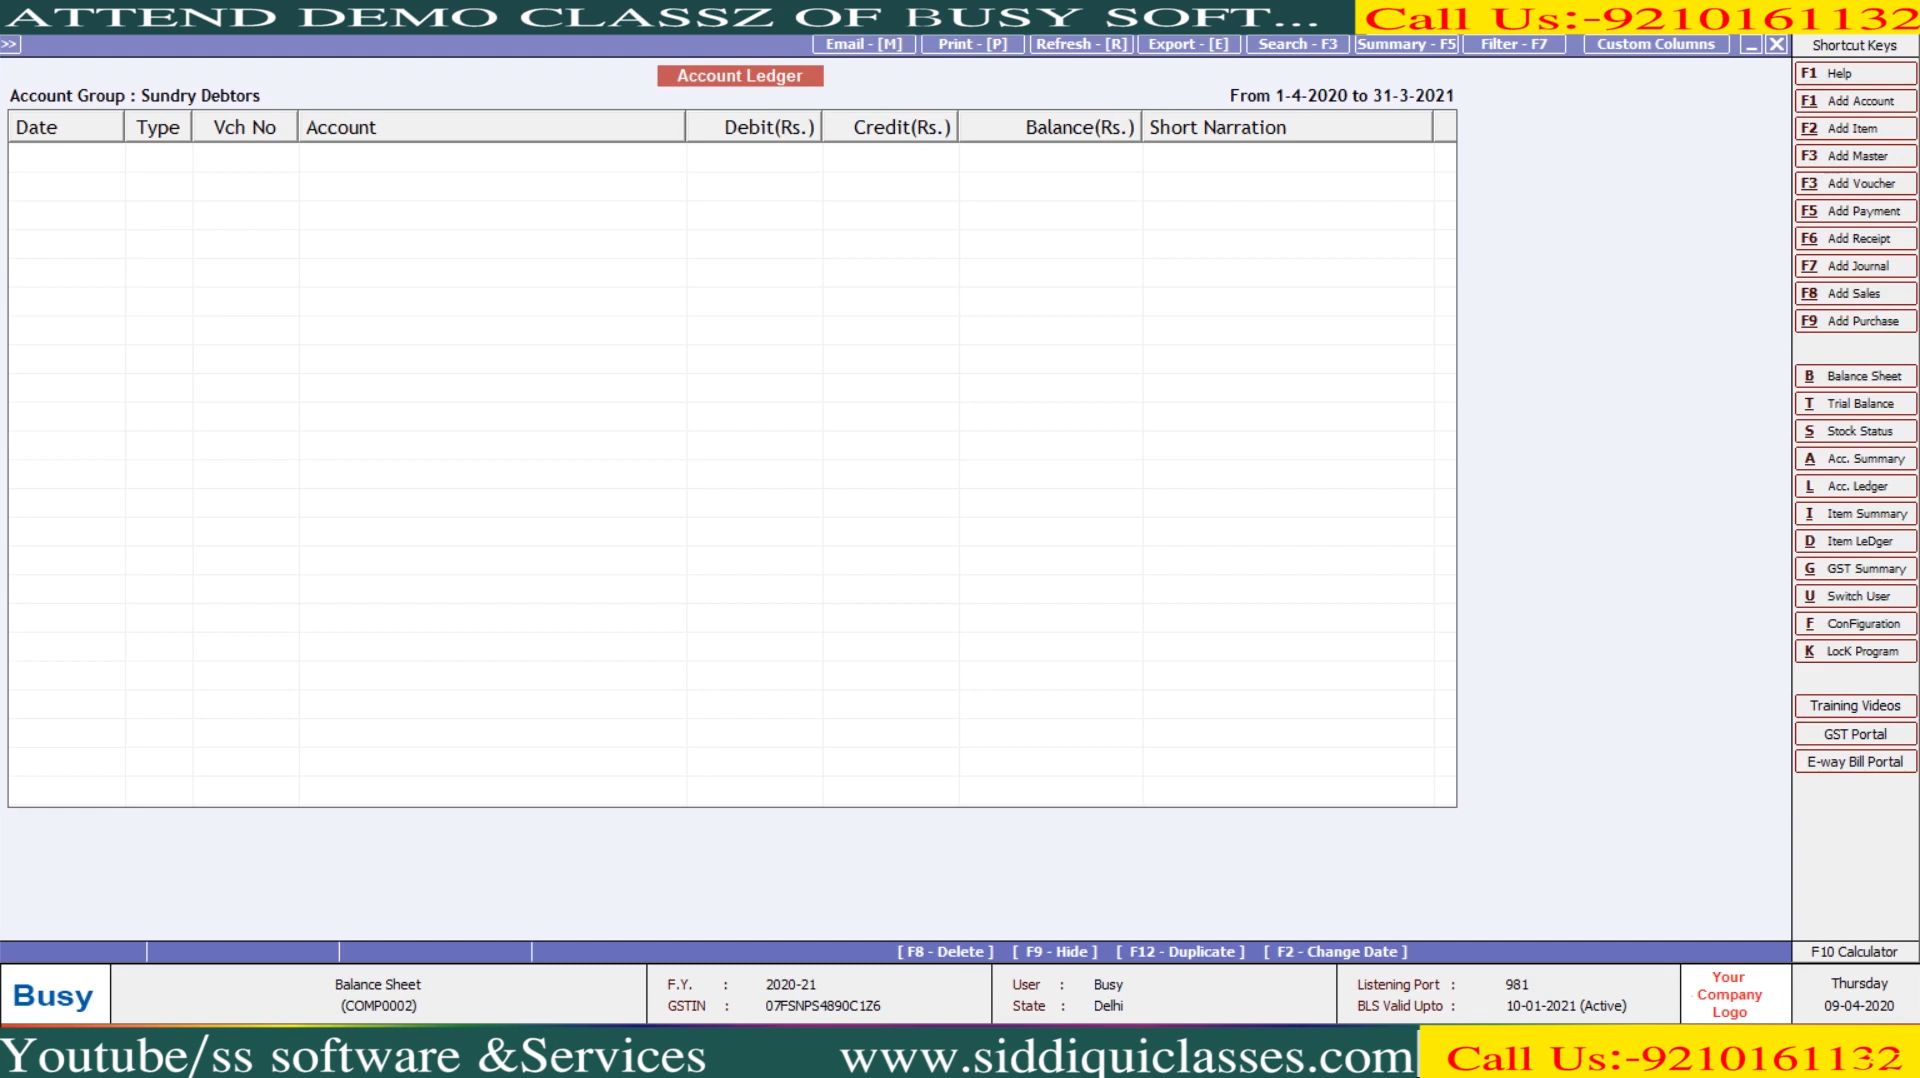 ATTEND DEMO CLASSZ OF BUSY SOFT... Call Us:-9210161132
>> Email - [M] Print - [P] Refresh - [R] Export - [E] Search - F3 Summary - F5 Filter - F7 Custom Columns _ X Shortcut Keys
Account Ledger
Account Group : Sundry Debtors From 1-4-2020 to 31-3-2021
Date Type Vch No Account Debit(Rs.) Credit(Rs.) Balance(Rs.) Short Narration
F1 Help
F1 Add Account
F2 Add Item
F3 Add Master
F3 Add Voucher
F5 Add Payment
F6 Add Receipt
F7 Add Journal
F8 Add Sales
F9 Add Purchase
B Balance Sheet
T Trial Balance
S Stock Status
A Acc. Summary
L Acc. Ledger
I Item Summary
D Item LeDger
G GST Summary
U Switch User
F ConFiguration
K LocK Program
Training Videos
GST Portal
E-way Bill Portal
[ F8 - Delete ] [ F9 - Hide ] [ F12 - Duplicate ] [ F2 - Change Date ] F10 Calculator
Busy
Balance Sheet
(COMP0002)
F.Y. : 2020-21
GSTIN : 07FSNPS4890C1Z6
User : Busy
State : Delhi
Listening Port : 981
BLS Valid Upto : 10-01-2021 (Active)
Your
Company
Logo
Thursday
09-04-2020
Youtube/ss software &Services www.siddiquiclasses.com Call Us:-9210161132